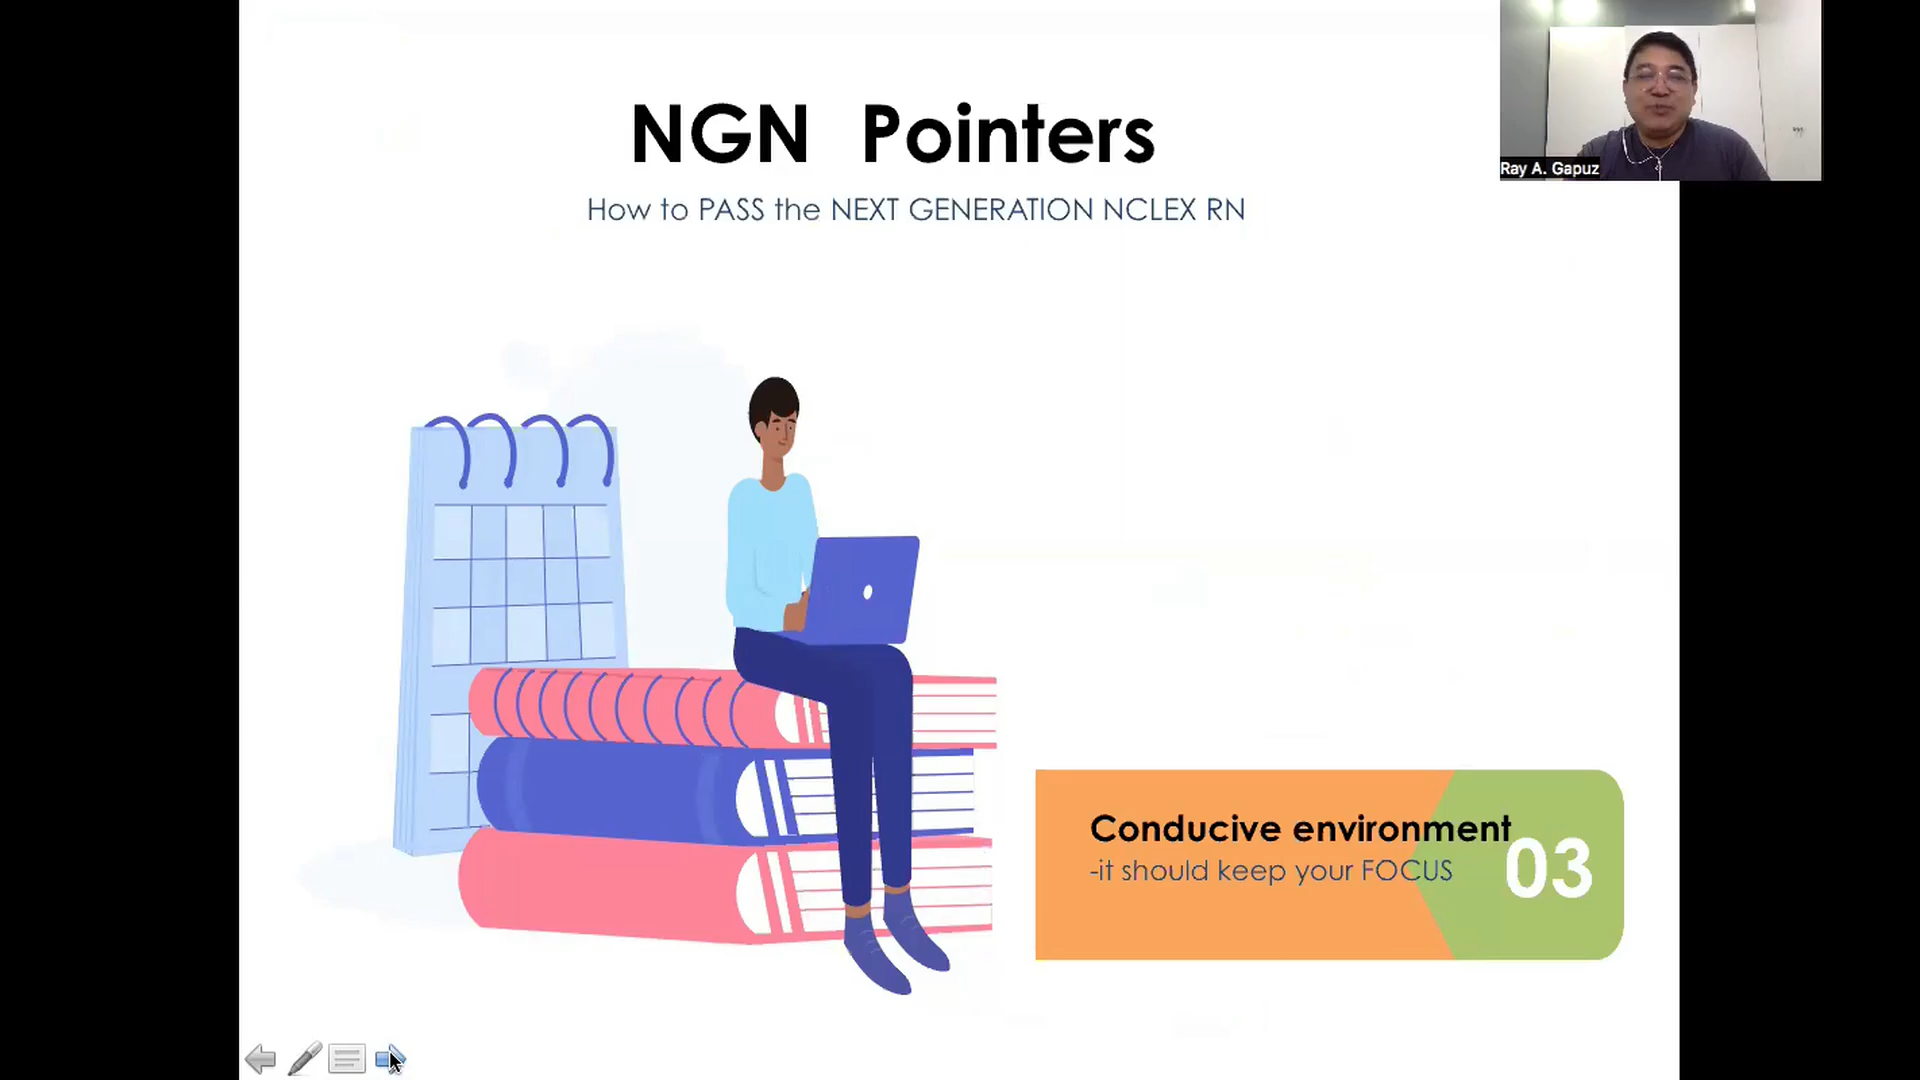 NGN Pointers
How to PASS the NEXT GENERATION NCLEX RN
Ray A. Gapuz
Conducive environment
-it should keep your FOCUS
03